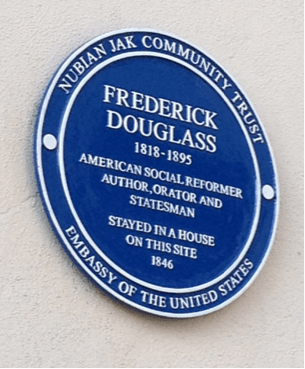 NUBIAN JAK COMMUNITY TRUST
FREDERICK
DOUGLASS
1818-1895
AMERICAN SOCIAL REFORMER
AUTHOR, ORATOR AND
STATESMAN
STAYED IN A HOUSE
ON THIS SITE
1846
EMBASSY OF THE UNITED STATES